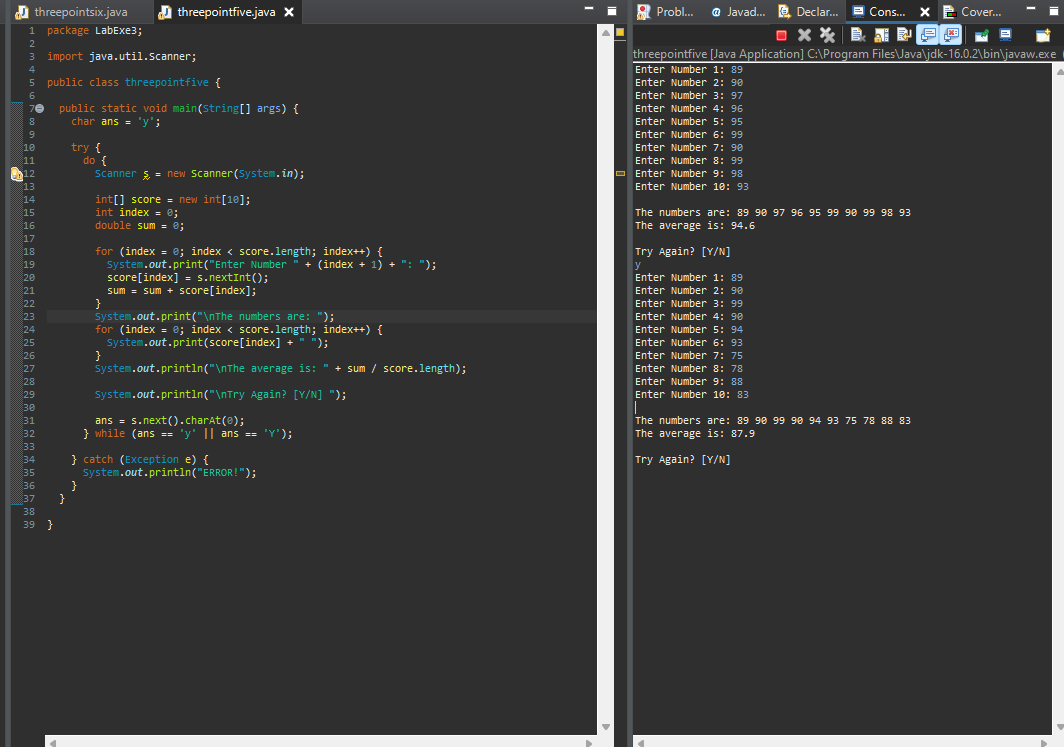 threepointsix.java
threepointfive.java
1 package LabExe3;
2
3 import java.util.Scanner;
4
5 public class threepointfive {
6
7 public static void main(String[] args) {
8 char ans = 'y';
9
10 try {
11 do {
12 Scanner s = new Scanner(System.in);
13
14 int[] score = new int[10];
15 int index = 0;
16 double sum = 0;
17
18 for (index = 0; index < score.length; index++) {
19 System.out.print("Enter Number " + (index + 1) + ": ");
20 score[index] = s.nextInt();
21 sum = sum + score[index];
22 }
23 System.out.print("\nThe numbers are: ");
24 for (index = 0; index < score.length; index++) {
25 System.out.print(score[index] + " ");
26 }
27 System.out.println("\nThe average is: " + sum / score.length);
28
29 System.out.println("\nTry Again? [Y/N] ");
30
31 ans = s.next().charAt(0);
32 } while (ans == 'y' || ans == 'Y');
33
34 } catch (Exception e) {
35 System.out.println("ERROR!");
36 }
37 }
38
39 }
Probl... Javad... Declar... Cons... Cover...
threepointfive [Java Application] C:\Program Files\Java\jdk-16.0.2\bin\javaw.exe (
Enter Number 1: 89
Enter Number 2: 90
Enter Number 3: 97
Enter Number 4: 96
Enter Number 5: 95
Enter Number 6: 99
Enter Number 7: 90
Enter Number 8: 99
Enter Number 9: 98
Enter Number 10: 93
The numbers are: 89 90 97 96 95 99 90 99 98 93
The average is: 94.6
Try Again? [Y/N]
y
Enter Number 1: 89
Enter Number 2: 90
Enter Number 3: 99
Enter Number 4: 90
Enter Number 5: 94
Enter Number 6: 93
Enter Number 7: 75
Enter Number 8: 78
Enter Number 9: 88
Enter Number 10: 83
The numbers are: 89 90 99 90 94 93 75 78 88 83
The average is: 87.9
Try Again? [Y/N]